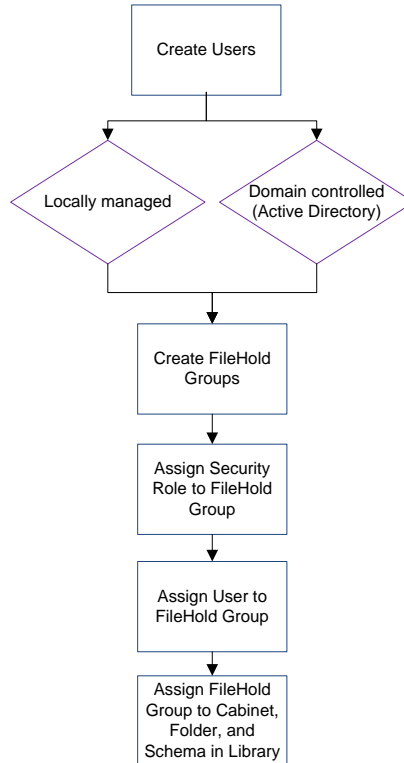 Create Users
Locally managed
Domain controlled
(Active Directory)
Create FileHold
Groups
Assign Security
Role to FileHold
Group
Assign User to
FileHold Group
Assign FileHold
Group to Cabinet,
Folder, and
Schema in Library